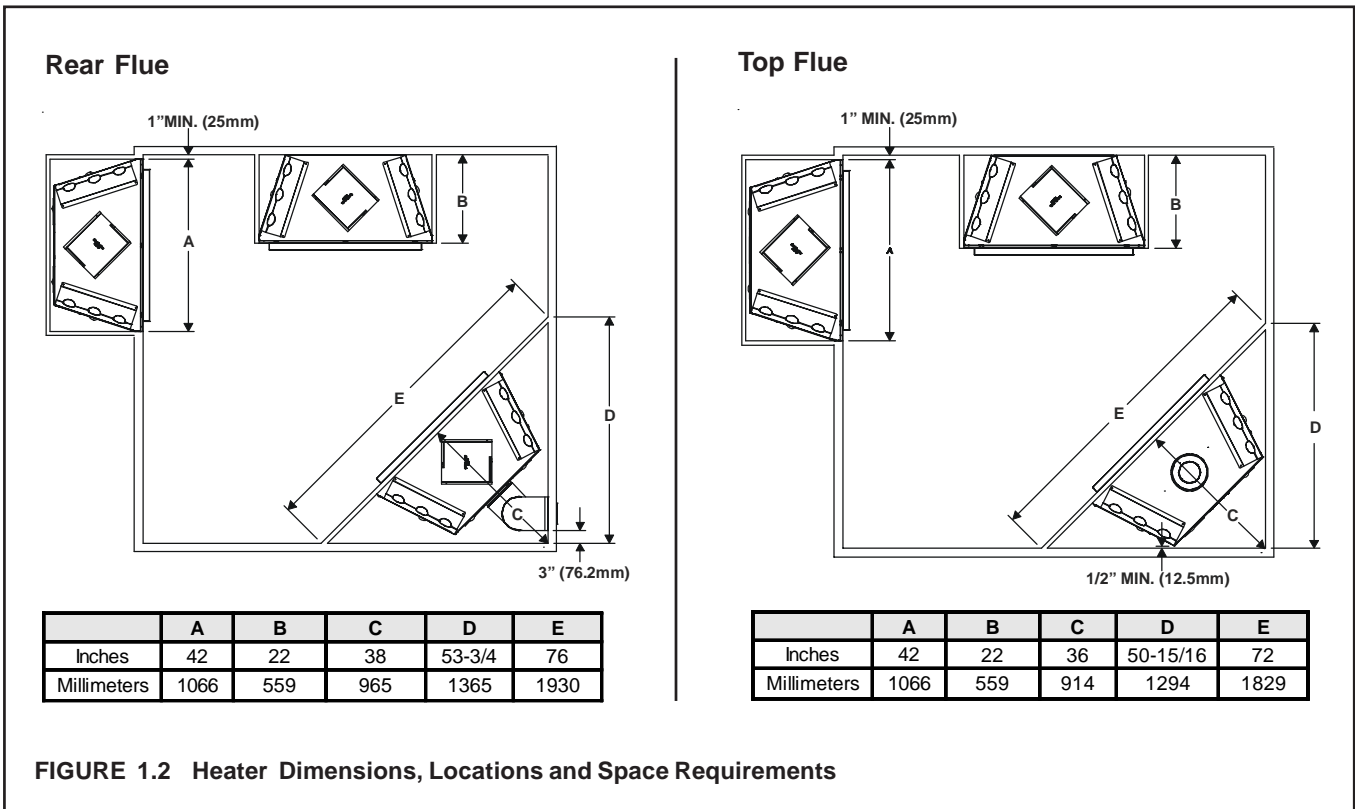 Rear Flue
1”MIN. (25mm)
A
B
E
D
C
3” (76.2mm)
A B C D E
Inches 42 22 38 53-3/4 76
Millimeters 1066 559 965 1365 1930
Top Flue
1” MIN. (25mm)
A
B
E
D
C
1/2” MIN. (12.5mm)
A B C D E
Inches 42 22 36 50-15/16 72
Millimeters 1066 559 914 1294 1829
FIGURE 1.2 Heater Dimensions, Locations and Space Requirements